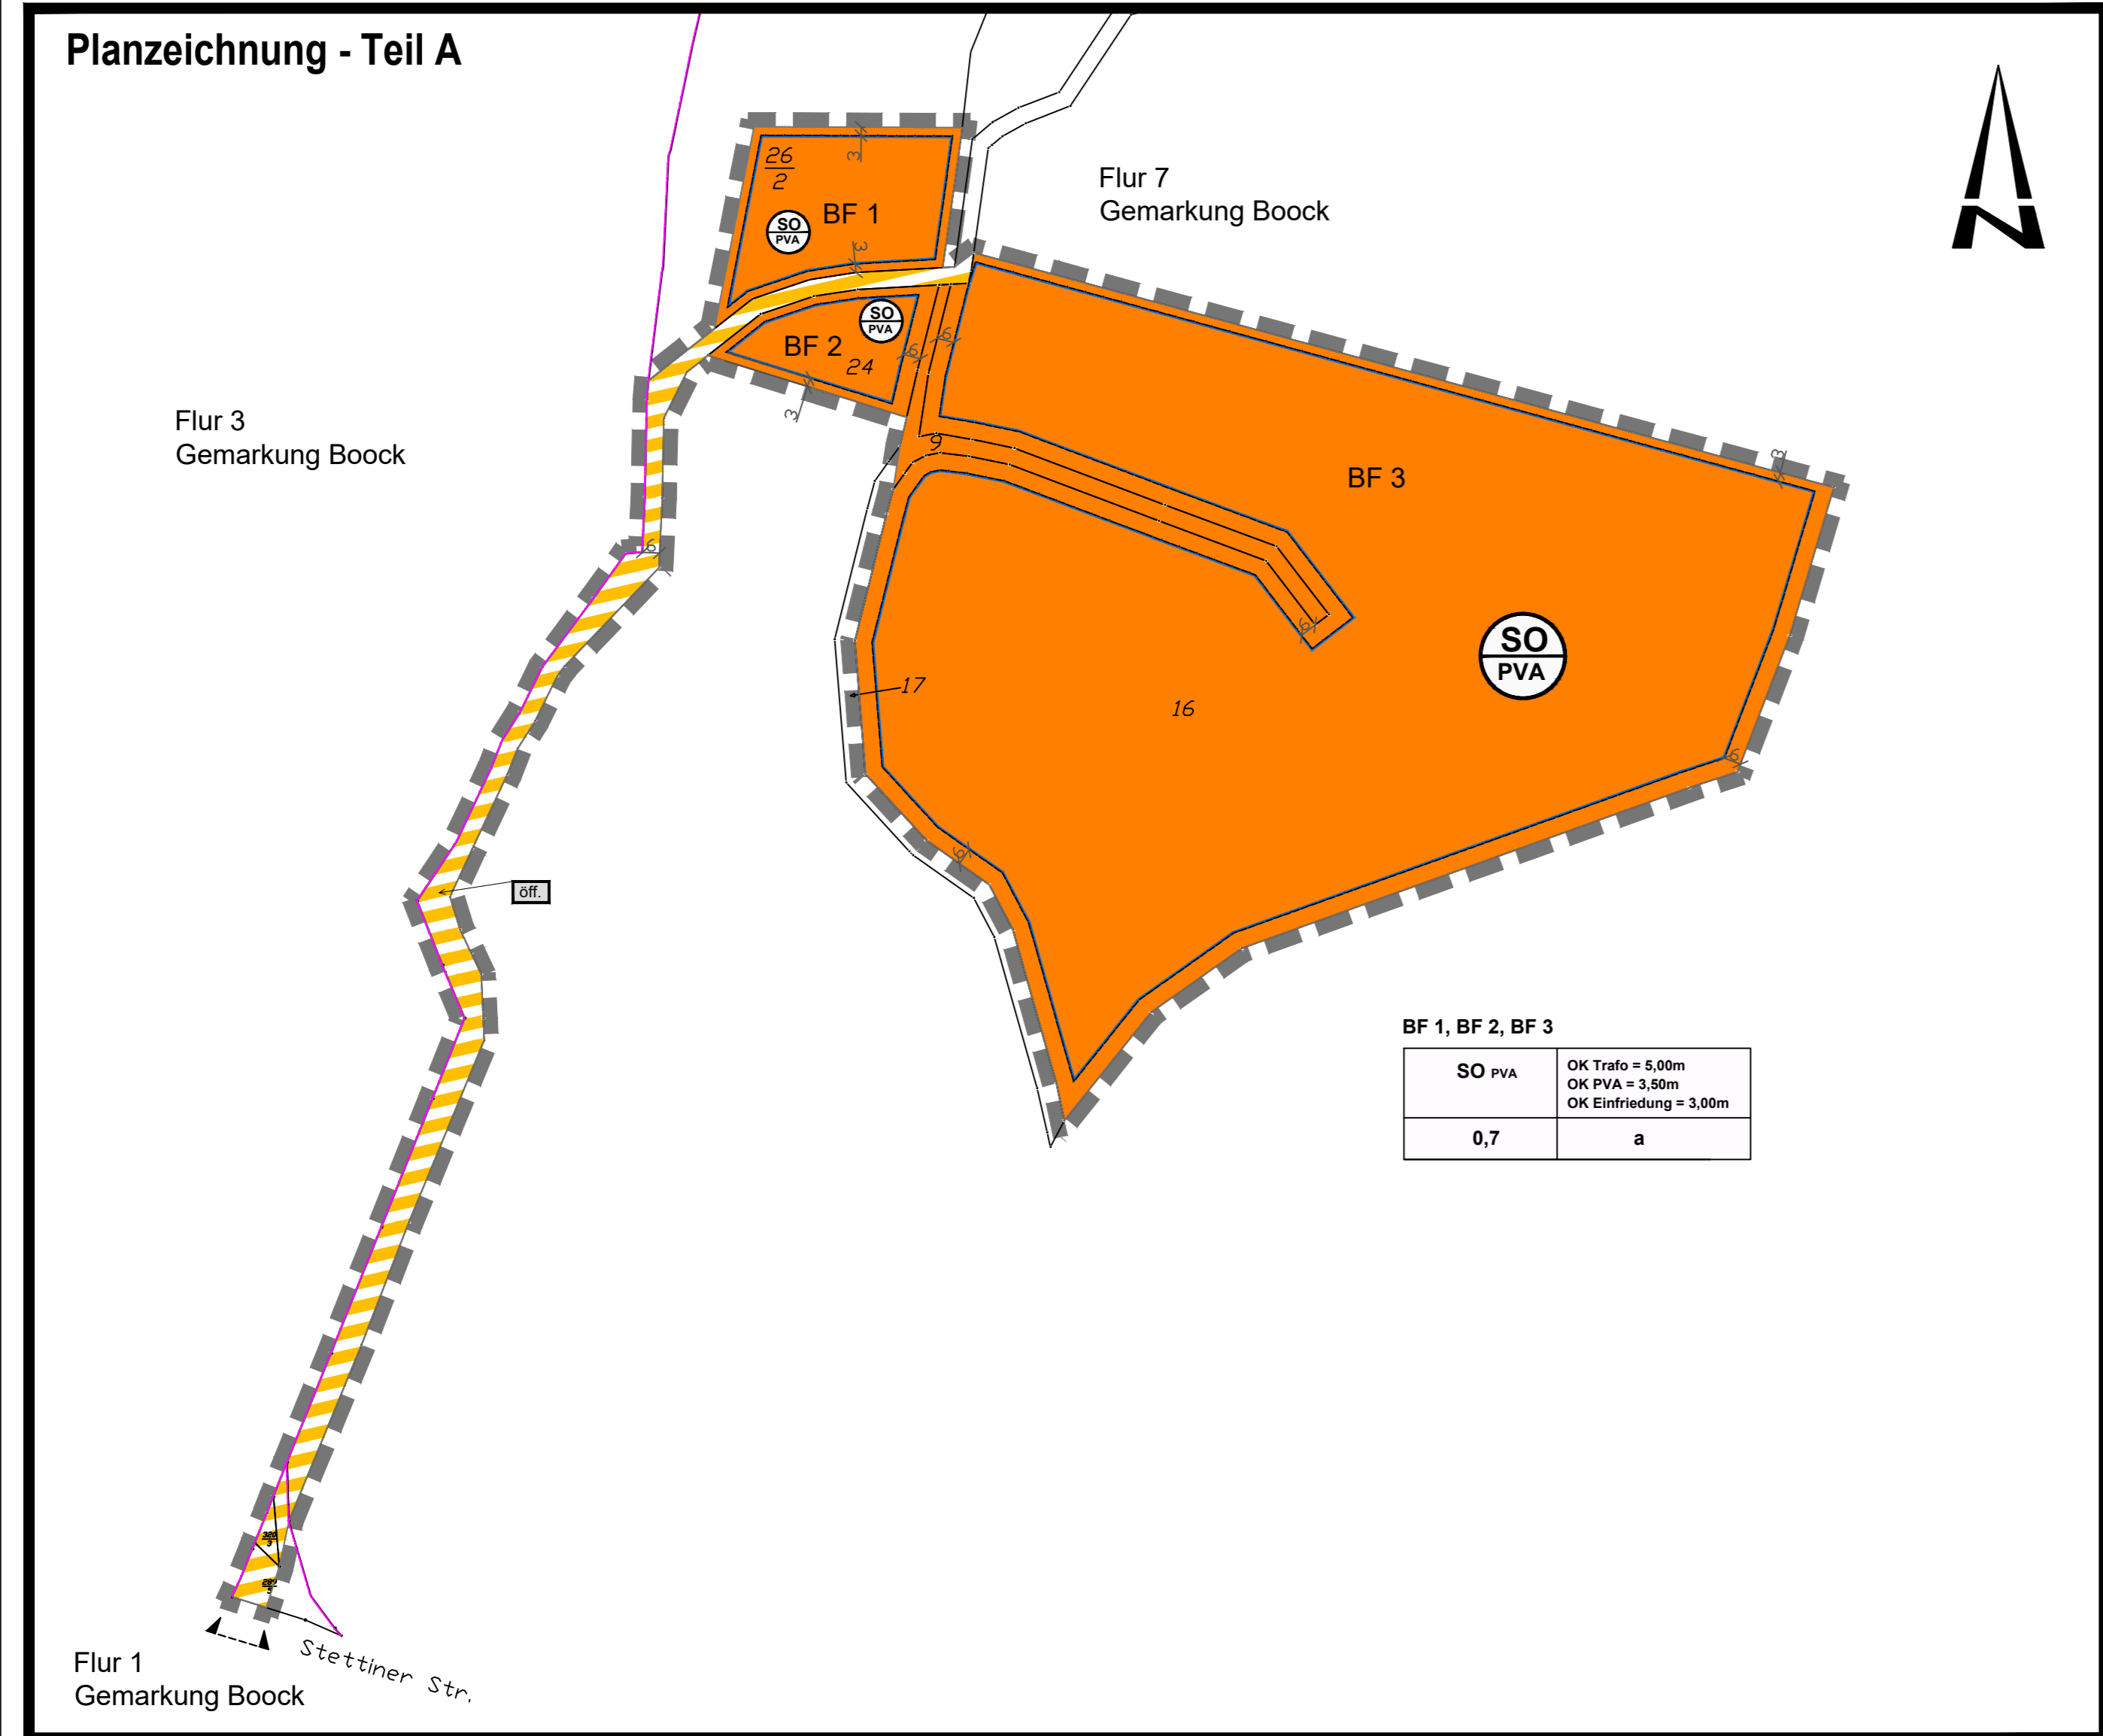 Planzeichnung - Teil A
26
2
3
BF 1
SO
PVA
3
Flur 7
Gemarkung Boock
SO
PVA
BF 2
24
6
6
3
Flur 3
Gemarkung Boock
9
BF 3
3
6
6
SO
PVA
17
16
6
6
öff.
BF 1, BF 2, BF 3
SO PVA
OK Trafo = 5,00m
OK PVA = 3,50m
OK Einfriedung = 3,00m
0,7
a
Stettiner Str.
Flur 1
Gemarkung Boock